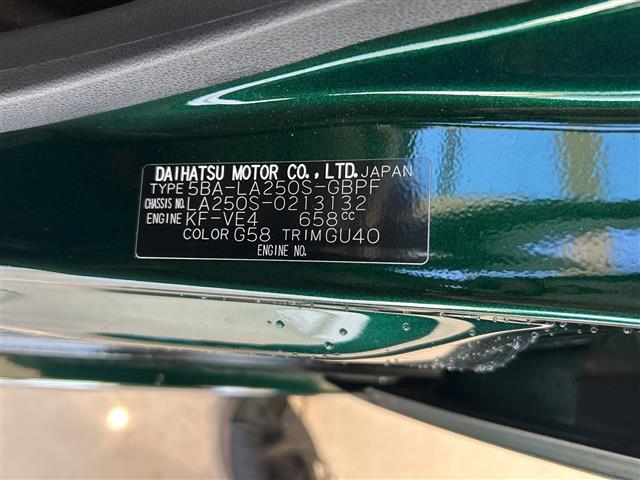 DAIHATSU MOTOR CO.,LTD. JAPAN
TYPE 5BA-LA250S-GBPF
CHASSIS NO. LA250S-0213132
ENGINE KF-VE4 658cc
COLOR G58 TRIM GU40
ENGINE NO.